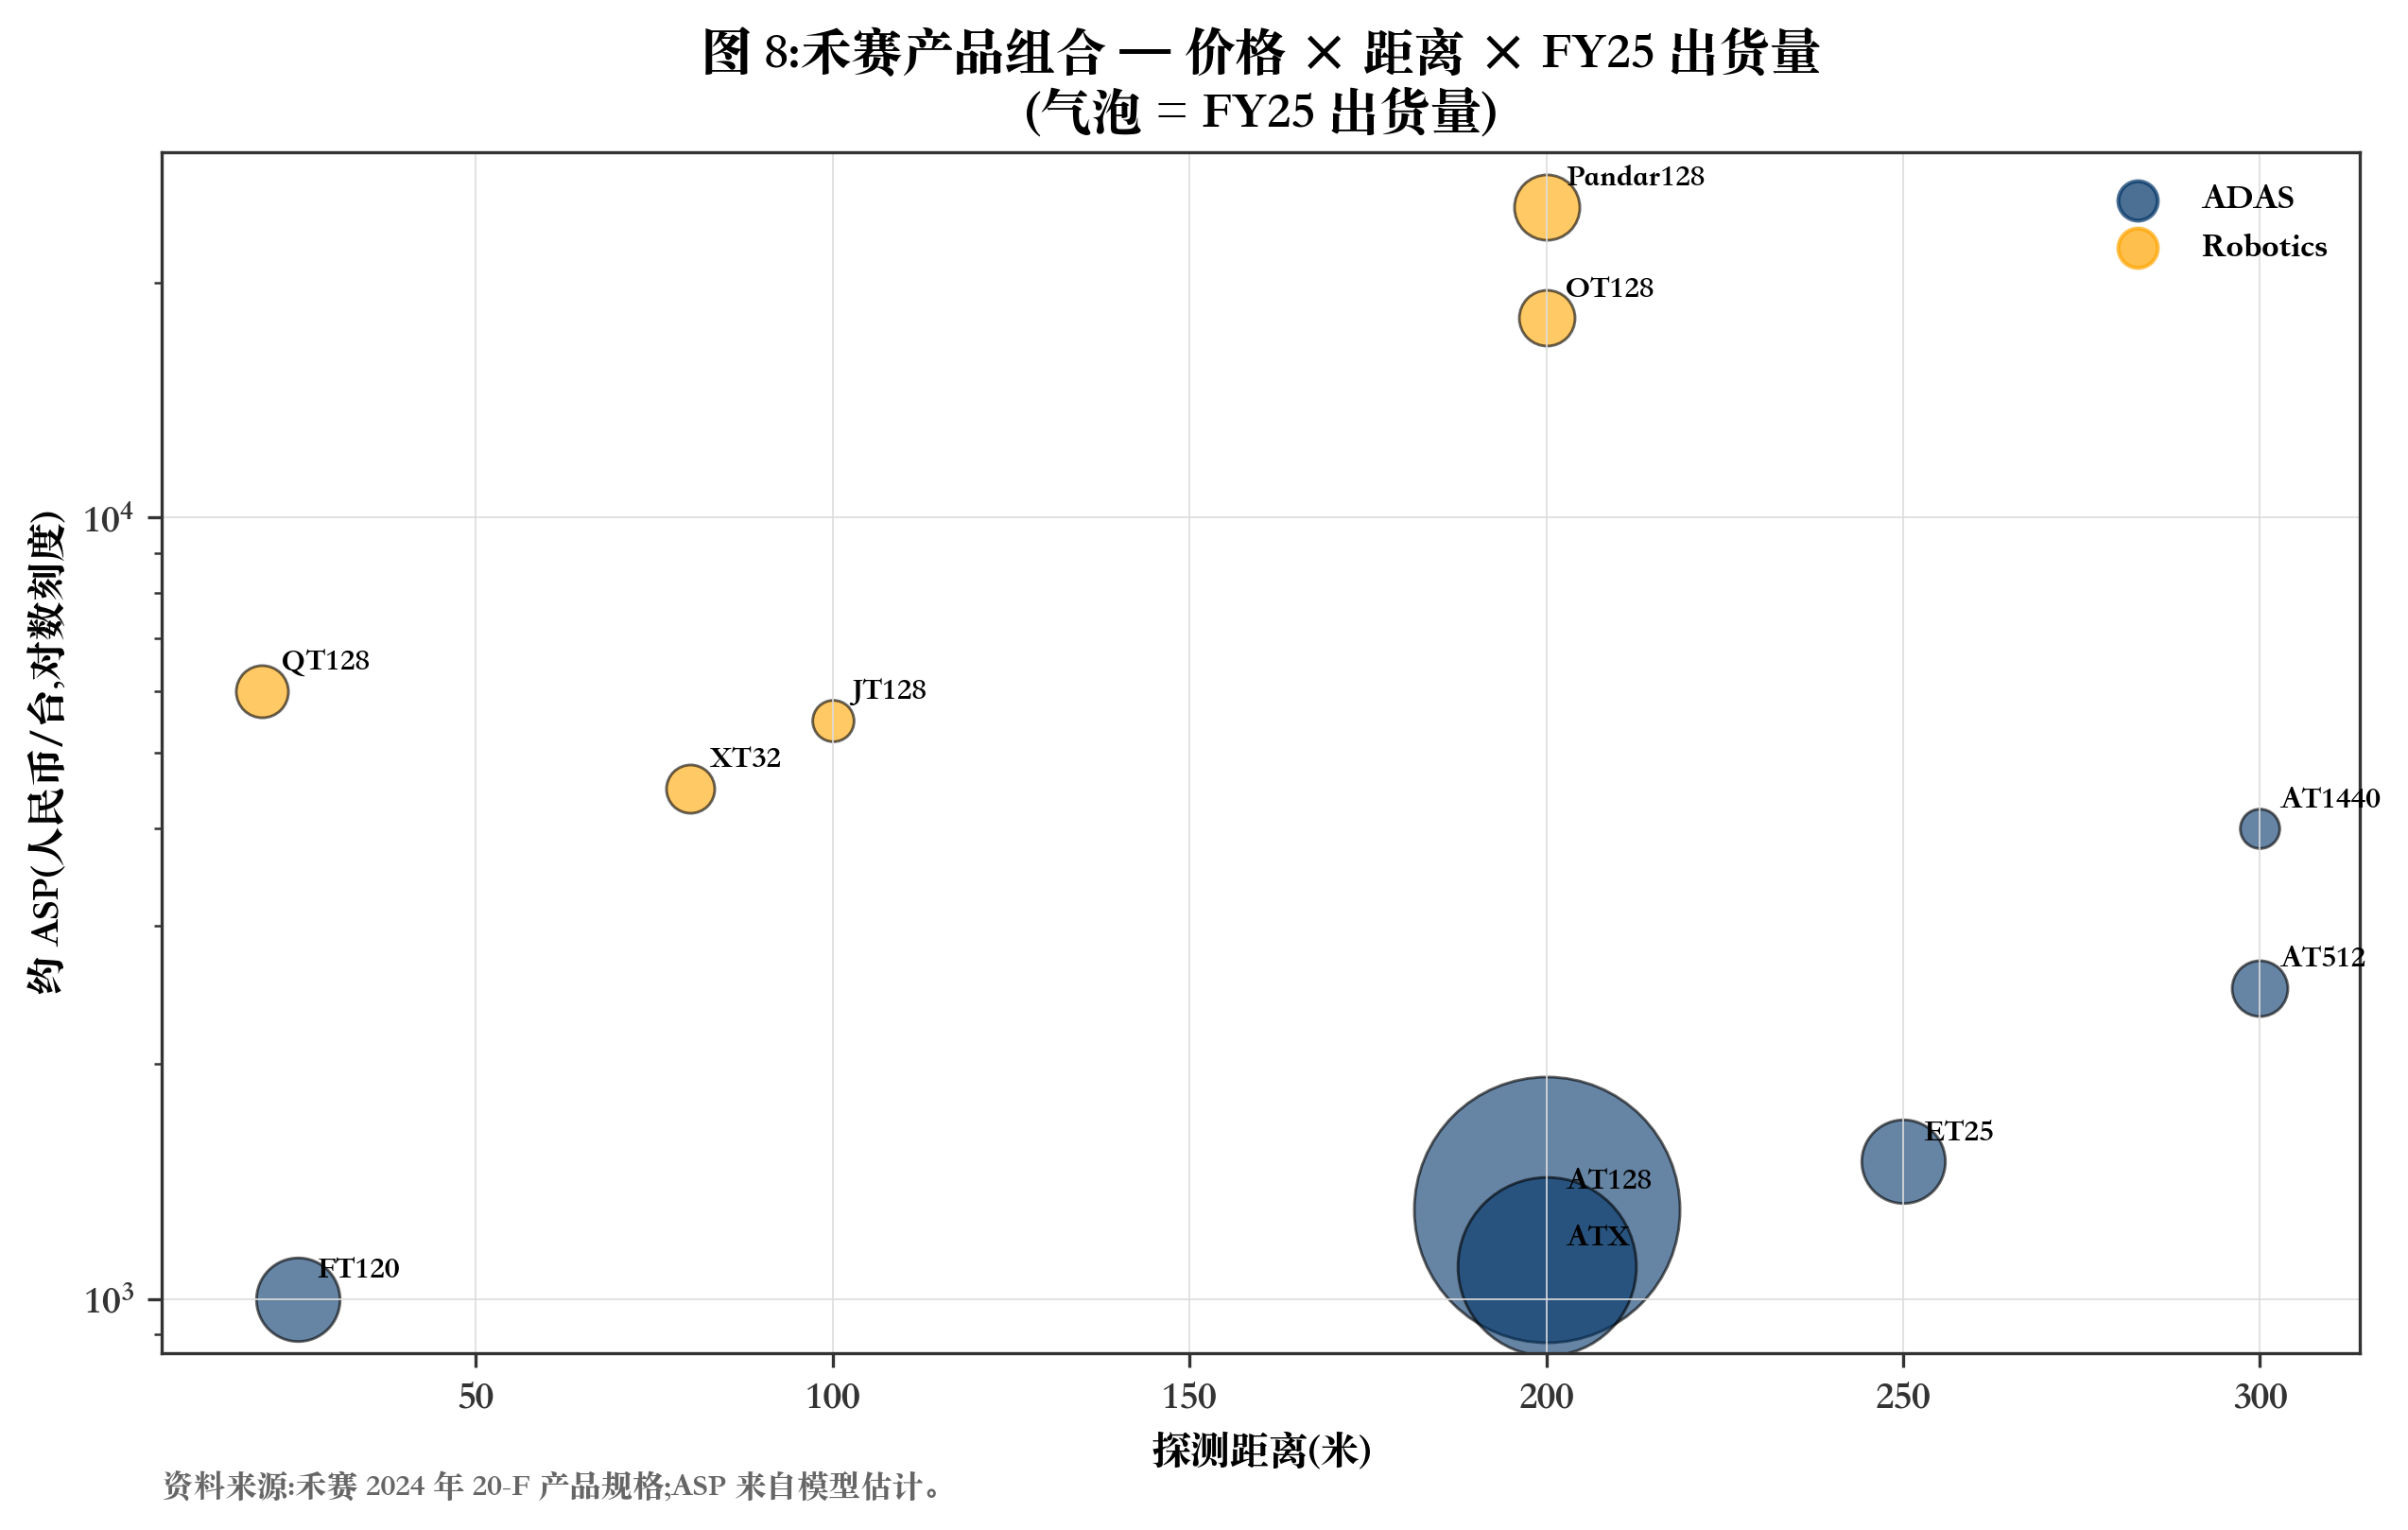 图 8:禾赛产品组合 — 价格 × 距离 × FY25 出货量
(气泡 = FY25 出货量)
Pandar128
ADAS
Robotics
OT128
10⁴
QT128
JT128
XT32
AT1440
AT512
ET25
AT128
ATX
FT120
10³
约 ASP(人民币/台,对数刻度)
50
100
150
200
250
300
探测距离(米)
资料来源:禾赛 2024 年 20-F 产品规格;ASP 来自模型估计。